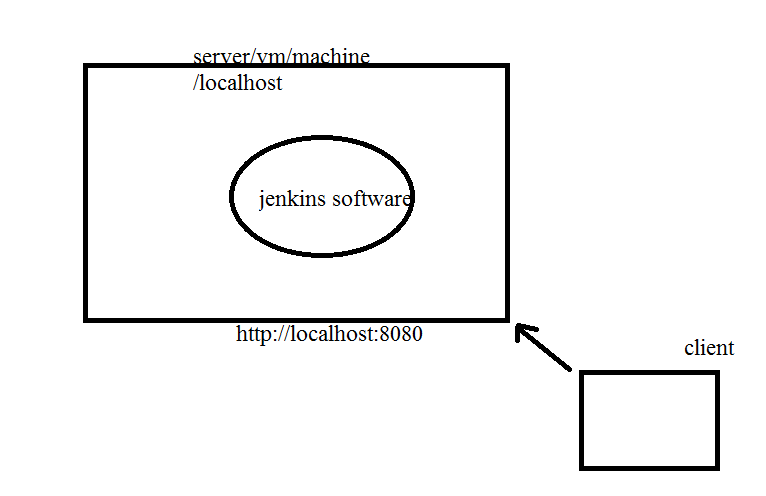 server/vm/machine
/localhost
jenkins software
http://localhost:8080
client